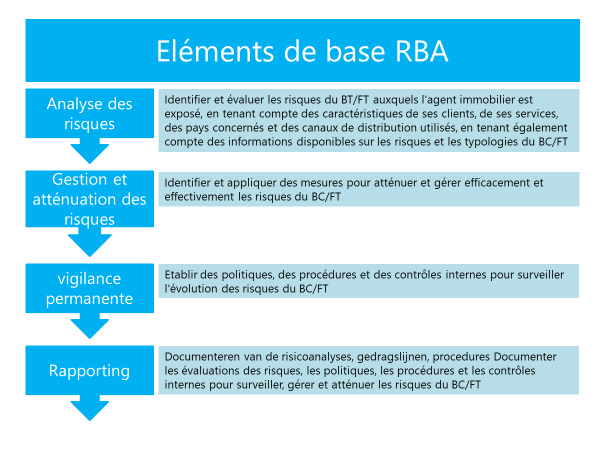 Eléments de base RBA
Analyse des
risques
Identifier et évaluer les risques du BT/FT auxquels l'agent immobilier est
exposé, en tenant compte des caractéristiques de ses clients, de ses services,
des pays concernés et des canaux de distribution utilisés, en tenant également
compte des informations disponibles sur les risques et les typologies du BC/FT
Gestion et
atténuation des
risques
Identifier et appliquer des mesures pour atténuer et gérer efficacement et
effectivement les risques du BC/FT
vigilance
permanente
Etablir des politiques, des procédures et des contrôles internes pour surveiller
l'évolution des risques du BC/FT
Rapporting
Documenteren van de risicoanalyses, gedragslijnen, procedures Documenter
les évaluations des risques, les politiques, les procédures et les contrôles
internes pour surveiller, gérer et atténuer les risques du BC/FT